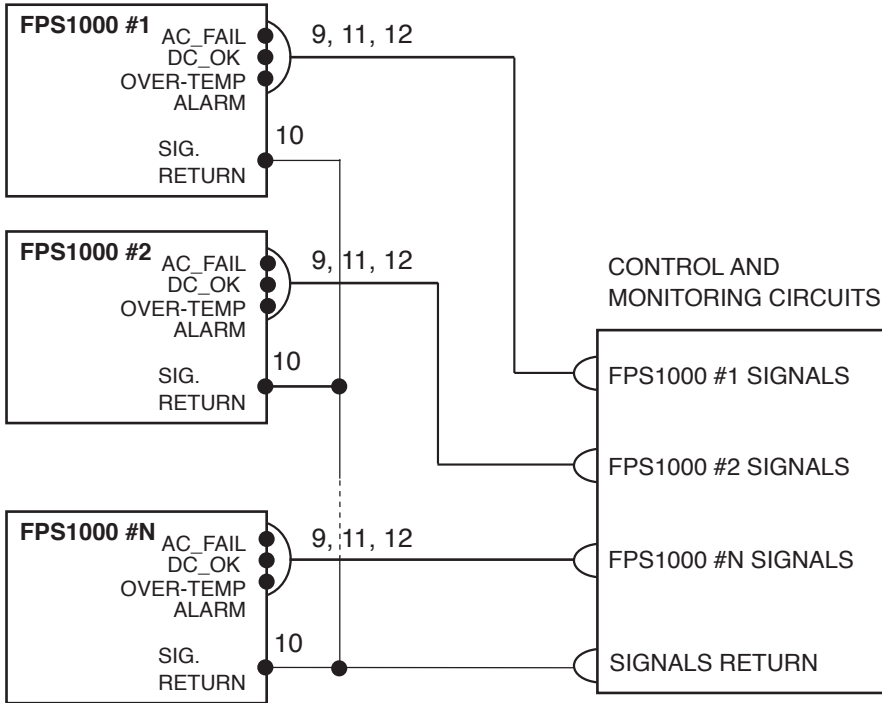 FPS1000 #1
AC_FAIL
DC_OK
OVER-TEMP
ALARM
9, 11, 12
10
SIG.
RETURN
FPS1000 #2
AC_FAIL
DC_OK
OVER-TEMP
ALARM
9, 11, 12
10
SIG.
RETURN
FPS1000 #N
AC_FAIL
DC_OK
OVER-TEMP
ALARM
9, 11, 12
10
SIG.
RETURN
CONTROL AND
MONITORING CIRCUITS
FPS1000 #1 SIGNALS
FPS1000 #2 SIGNALS
FPS1000 #N SIGNALS
SIGNALS RETURN